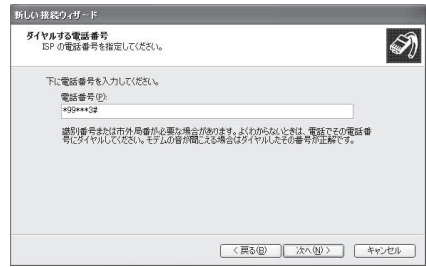 新しい接続ウィザード
ダイヤルする電話番号
ISP の電話番号を指定してください。
下に電話番号を入力してください。
電話番号(P):
*99***3#
識別番号または市外局番が必要な場合があります。よくわからないときは、電話でその電話番
号にダイヤルしてください。モデムの音が聞こえる場合はダイヤルしたその番号が正解です。
< 戻る(B)
次へ(N) >
キャンセル